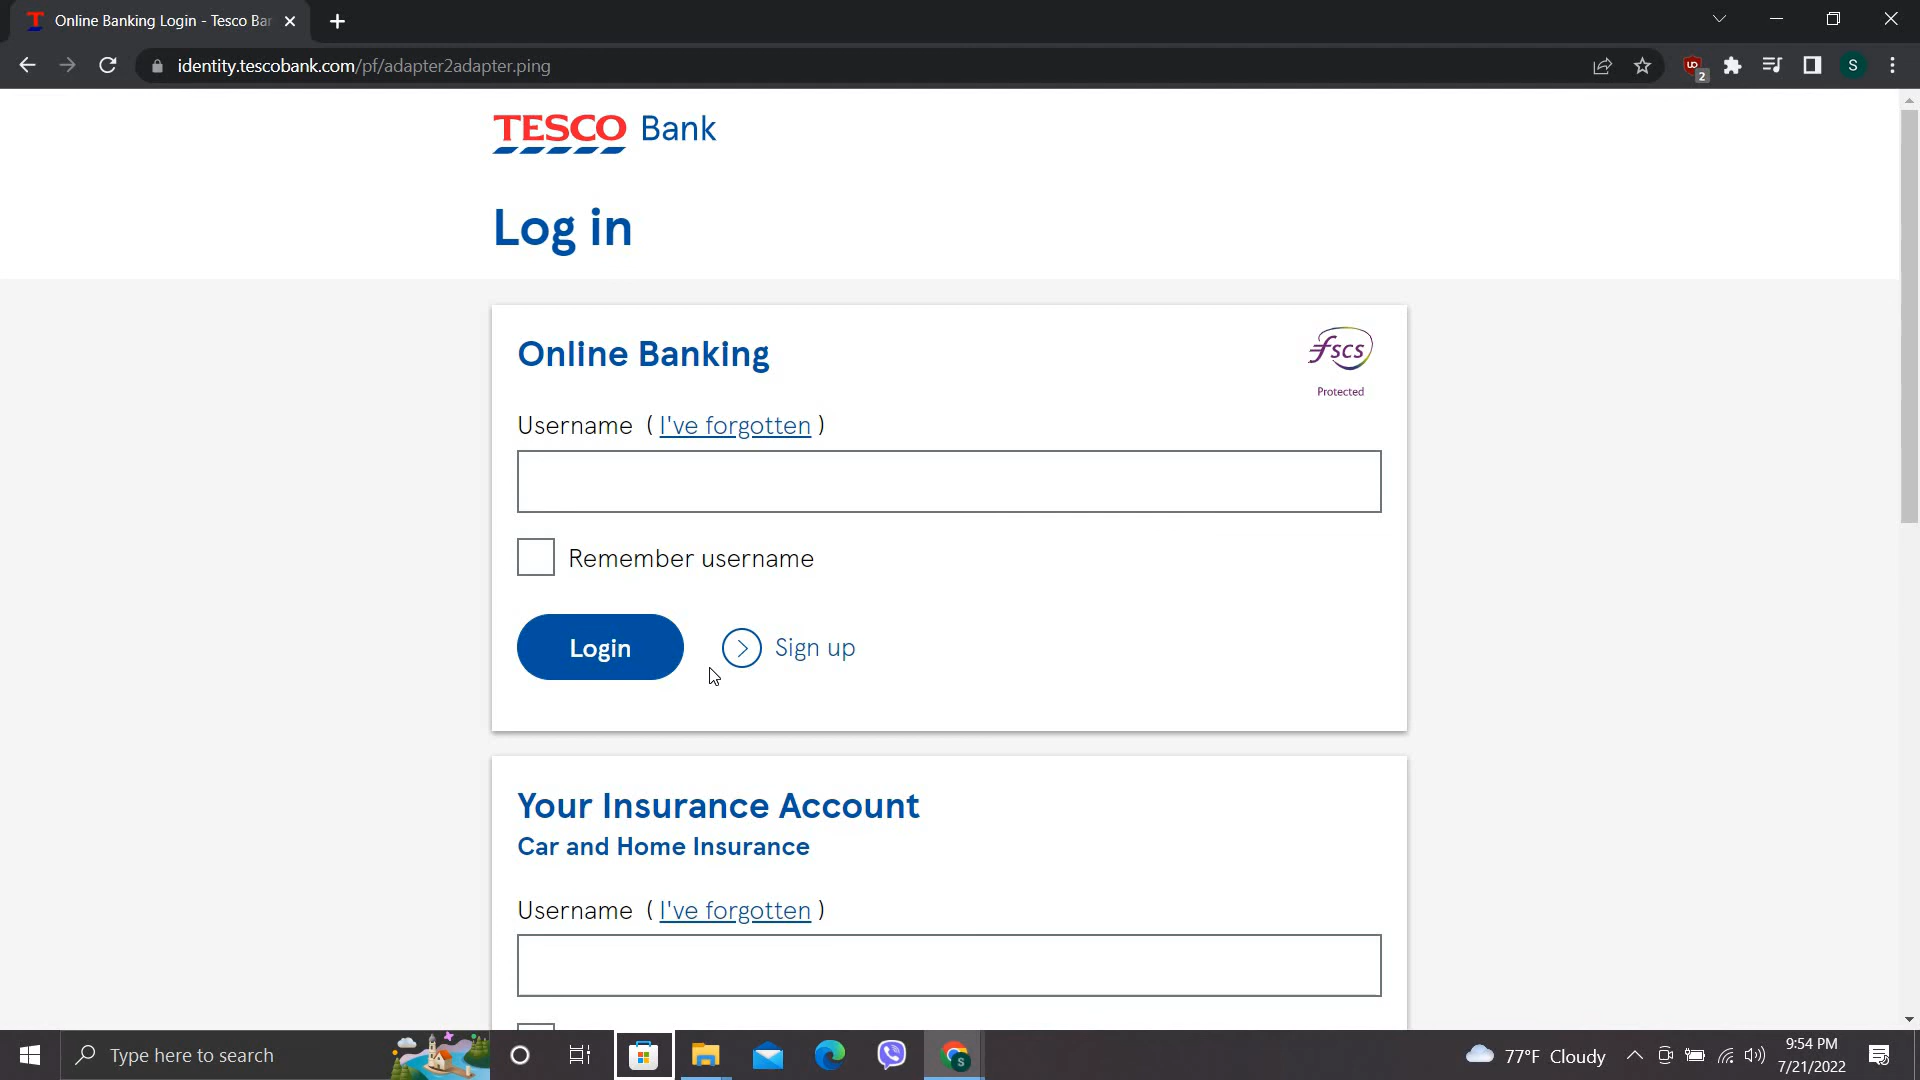 Online Banking Login - Tesco Ba
identity.tescobank.com/pf/adapter2adapter.ping
2
S
TESCO Bank
Log in
Online Banking
fscs
Protected
Username ( I've forgotten )
Remember username
Login
Sign up
Your Insurance Account
Car and Home Insurance
Username ( I've forgotten )
Type here to search
77°F Cloudy
9:54 PM
7/21/2022